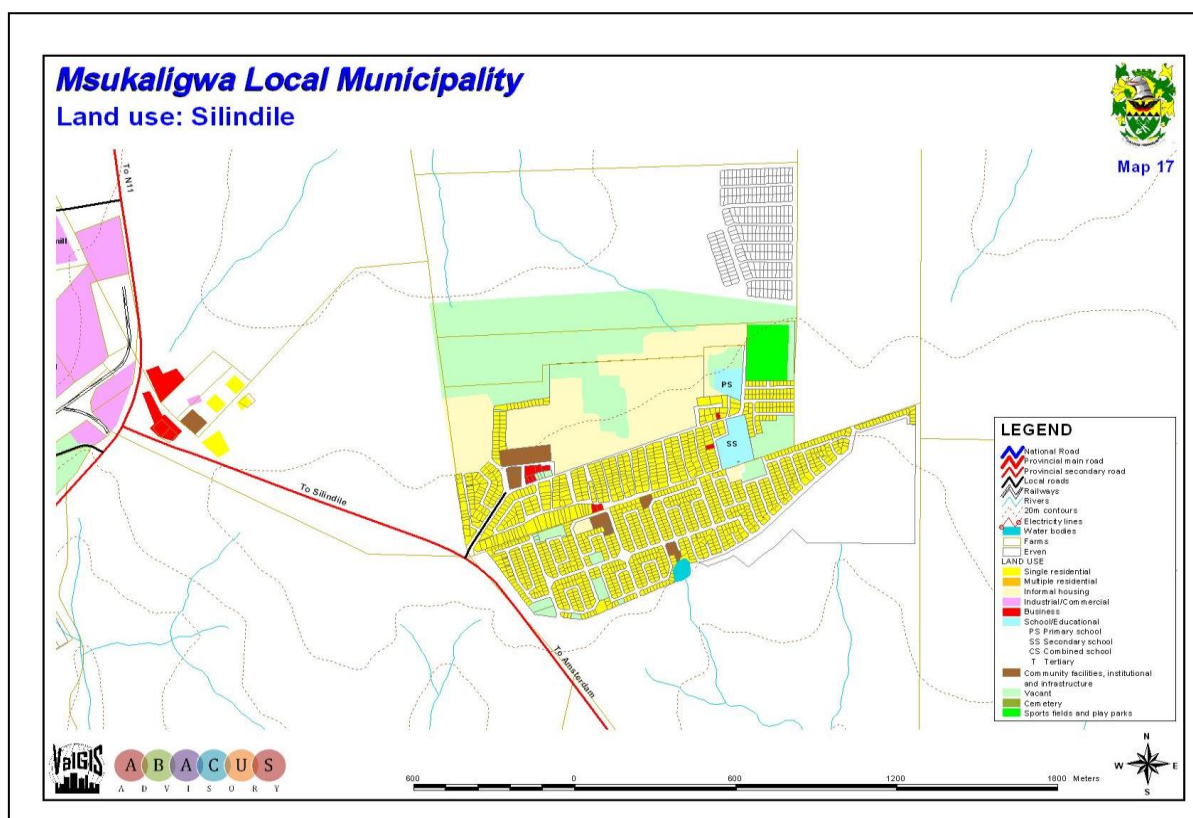 Msukaligwa Local Municipality
Land use: Silindile
Map 17
To N11
mill
PS
SS
To Silindile
To Amsterdam
LEGEND
National Road
Provincial main road
Provincial secondary road
Local roads
Railways
Rivers
20m contours
Electricity lines
Water bodies
Farms
Erven
LAND USE
Single residential
Multiple residential
Informal housing
Industrial/Commercial
Business
School/Educational
PS Primary school
SS Secondary school
CS Combined school
T Tertiary
Community facilities, institutional
and infrastructure
Vacant
Cemetery
Sports fields and play parks
ValGIS
ABACUS
ADVISORY
600 0 600 1200 1800 Meters
N
W E
S